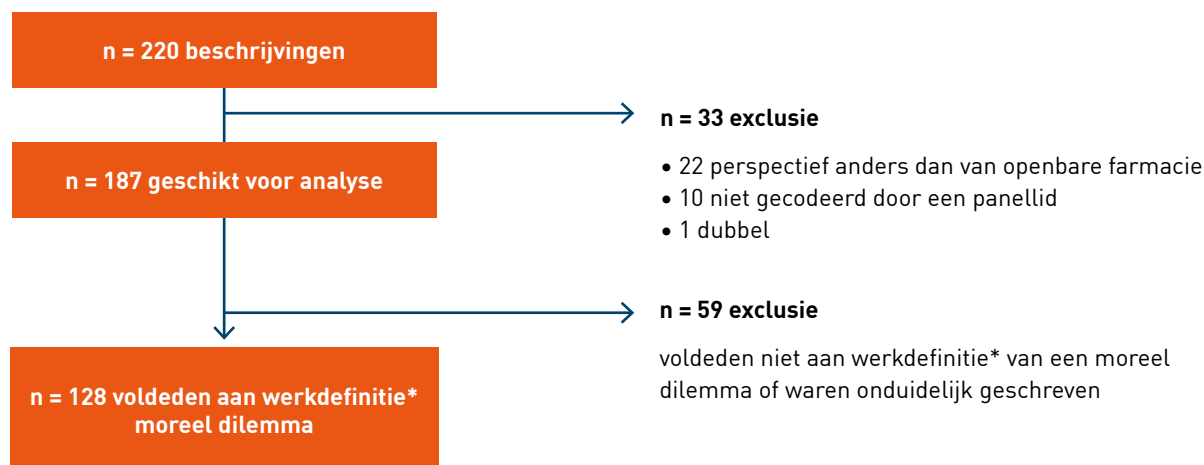 n = 220 beschrijvingen
n = 33 exclusie
• 22 perspectief anders dan van openbare farmacie
• 10 niet gecodeerd door een panellid
• 1 dubbel
n = 187 geschikt voor analyse
n = 59 exclusie
voldeden niet aan werkdefinitie* van een moreel
dilemma of waren onduidelijk geschreven
n = 128 voldeden aan werkdefinitie*
moreel dilemma